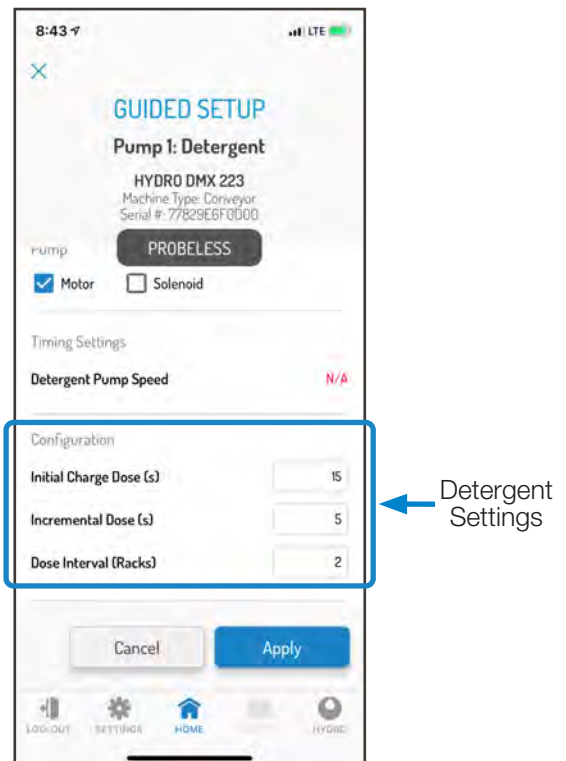 8:43
LTE
GUIDED SETUP
Pump 1: Detergent
HYDRO DMX 223
Machine Type: Conveyor
Serial #: 77829E6F0D00
Pump
PROBELESS
Motor
Solenoid
Timing Settings
Detergent Pump Speed N/A
Configuration
Initial Charge Dose (s) 15
Incremental Dose (s) 5
Dose Interval (Racks) 2
Detergent
Settings
Cancel Apply
LOG OUT SETTINGS HOME HYDRO